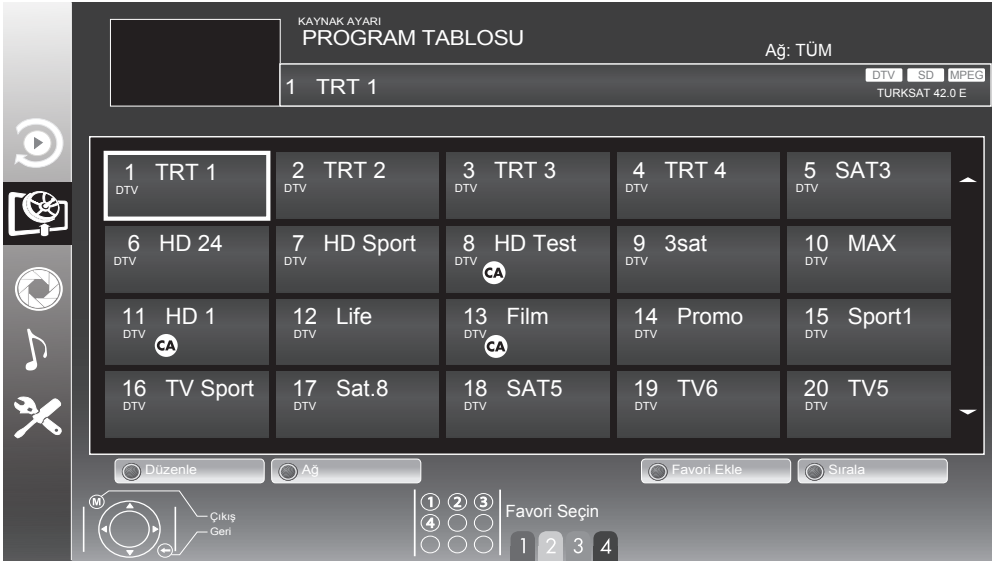 KAYNAK AYARI
PROGRAM TABLOSU
Ağ: TÜM
1 TRT 1
DTV SD MPEG
TURKSAT 42.0 E
1 TRT 1 2 TRT 2 3 TRT 3 4 TRT 4 5 SAT3
DTV DTV DTV DTV DTV
6 HD 24 7 HD Sport 8 HD Test 9 3sat 10 MAX
DTV DTV DTV DTV DTV
CA
11 HD 1 12 Life 13 Film 14 Promo 15 Sport1
DTV DTV DTV DTV DTV
CA CA
16 TV Sport 17 Sat.8 18 SAT5 19 TV6 20 TV5
DTV DTV DTV DTV DTV
Düzenle Ağ Favori Ekle Sırala
M
Çıkış
Geri
1 2 3
4
Favori Seçin
1 2 3 4